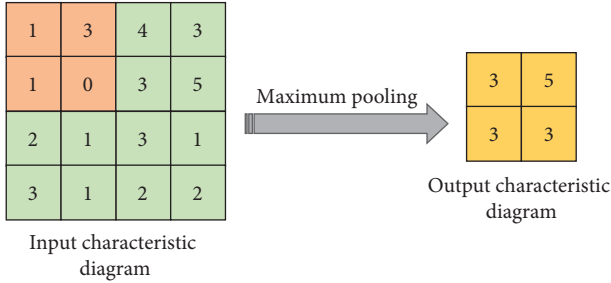 1 3 4 3
1 0 3 5
2 1 3 1
3 1 2 2
Input characteristic
diagram
Maximum pooling
3 5
3 3
Output characteristic
diagram